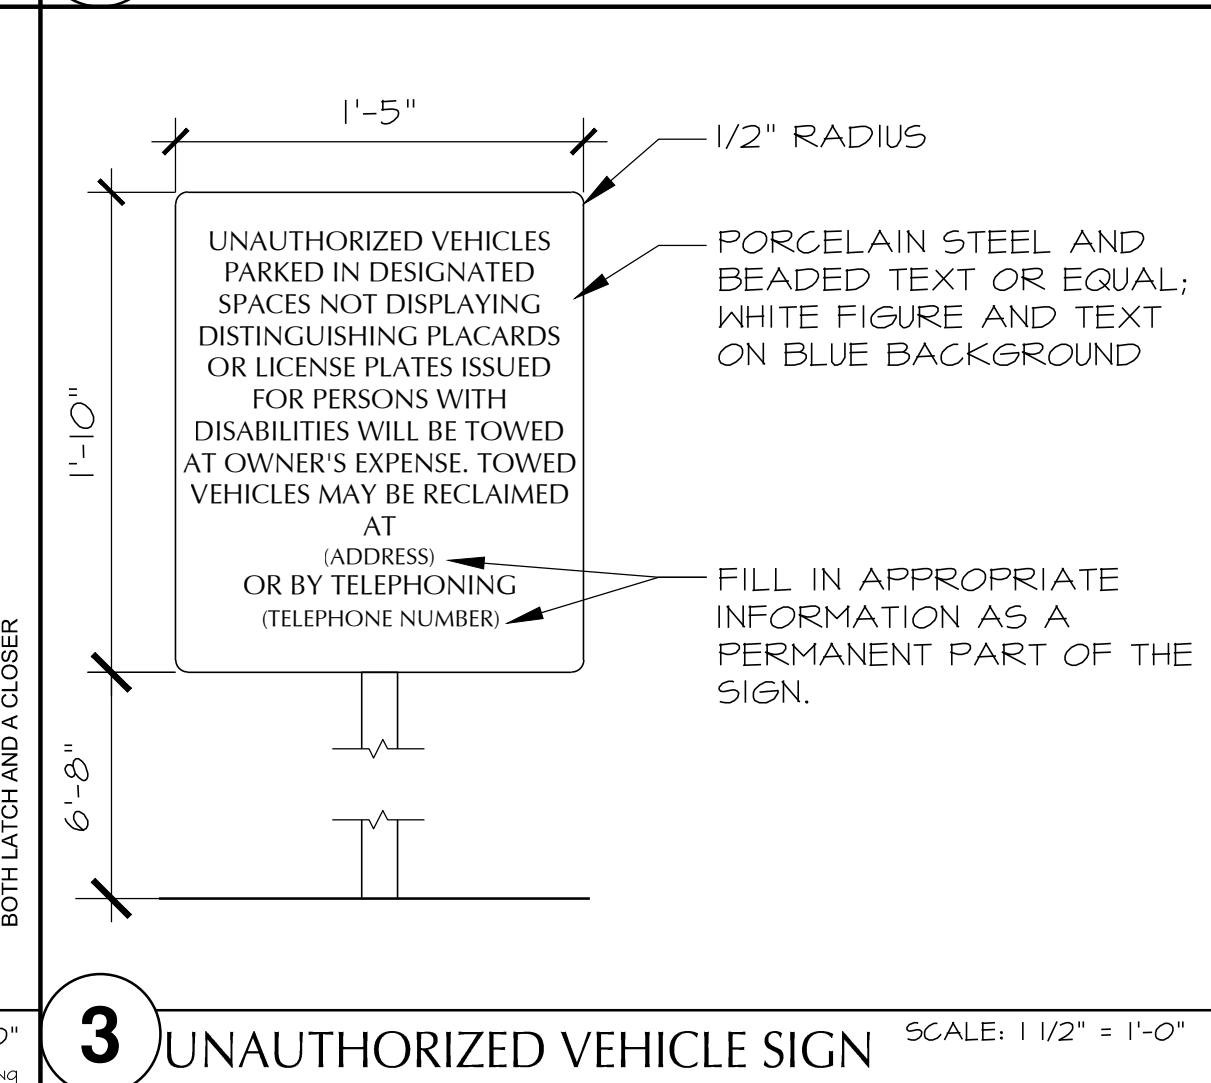 1'-5"
1/2" RADIUS
UNAUTHORIZED VEHICLES
PARKED IN DESIGNATED
SPACES NOT DISPLAYING
DISTINGUISHING PLACARDS
OR LICENSE PLATES ISSUED
FOR PERSONS WITH
DISABILITIES WILL BE TOWED
AT OWNER'S EXPENSE. TOWED
VEHICLES MAY BE RECLAIMED
AT
(ADDRESS)
OR BY TELEPHONING
(TELEPHONE NUMBER)
PORCELAIN STEEL AND
BEADED TEXT OR EQUAL;
WHITE FIGURE AND TEXT
ON BLUE BACKGROUND
FILL IN APPROPRIATE
INFORMATION AS A
PERMANENT PART OF THE
SIGN.
1'-10"
6'-8"
BOTH LATCH AND A CLOSER
3
UNAUTHORIZED VEHICLE SIGN
SCALE: 1 1/2" = 1'-0"